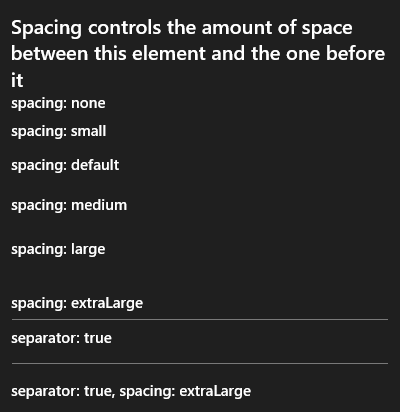 Spacing controls the amount of space
between this element and the one before
it
spacing: none
spacing: small
spacing: default
spacing: medium
spacing: large
spacing: extraLarge
separator: true
separator: true, spacing: extraLarge